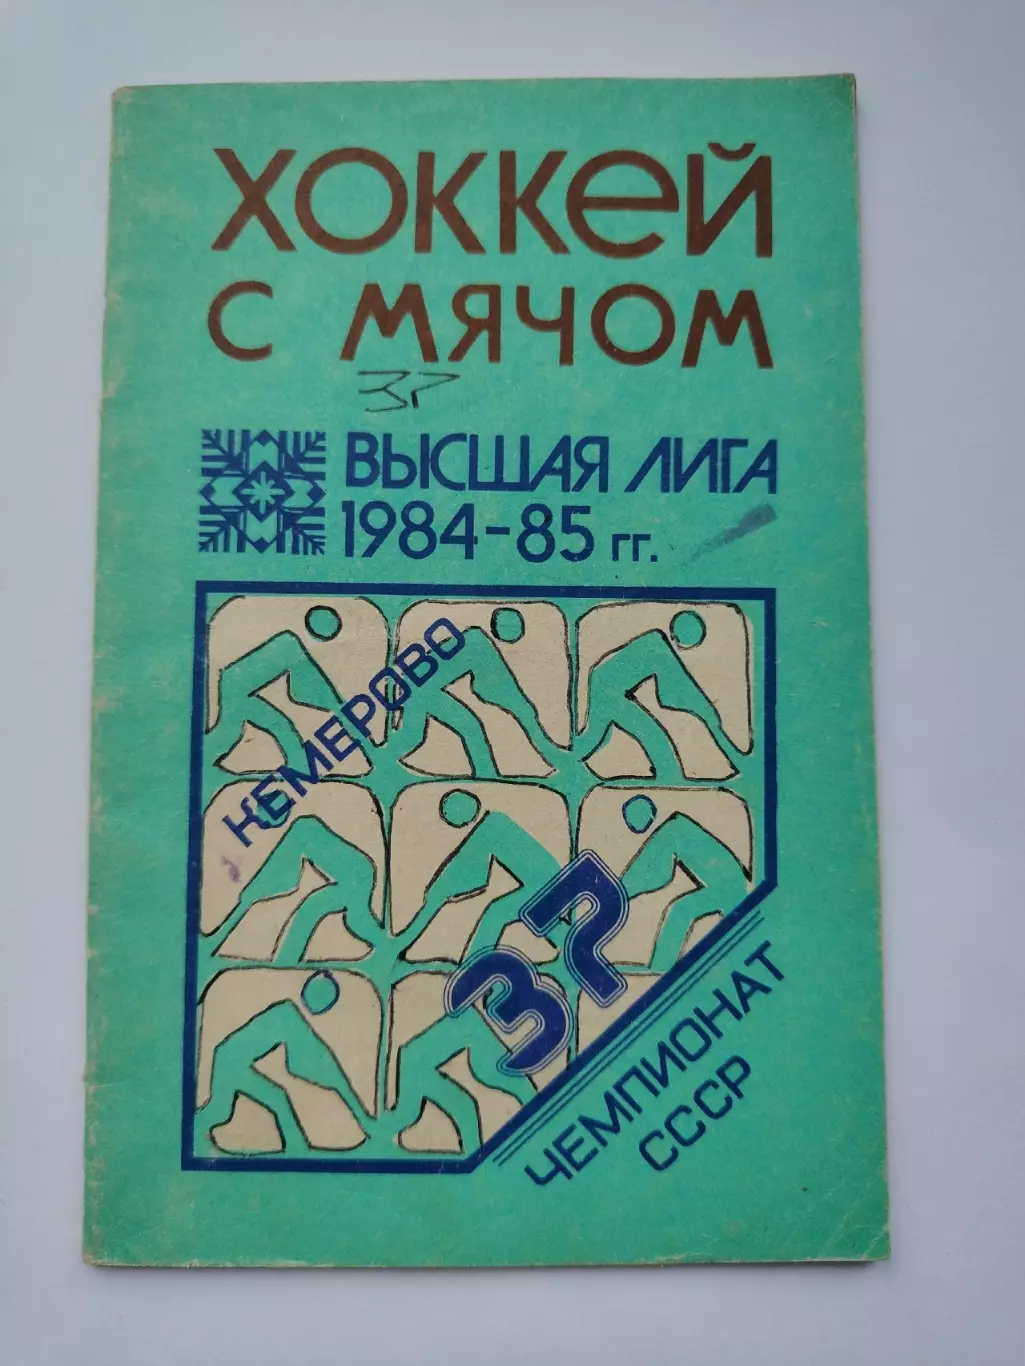 ХОККЕЙ
С МЯЧОМ
37
ВЫСШАЯ ЛИГА
1984-85 гг.
КЕМЕРОВО
37
ЧЕМПИОНАТ
СССР